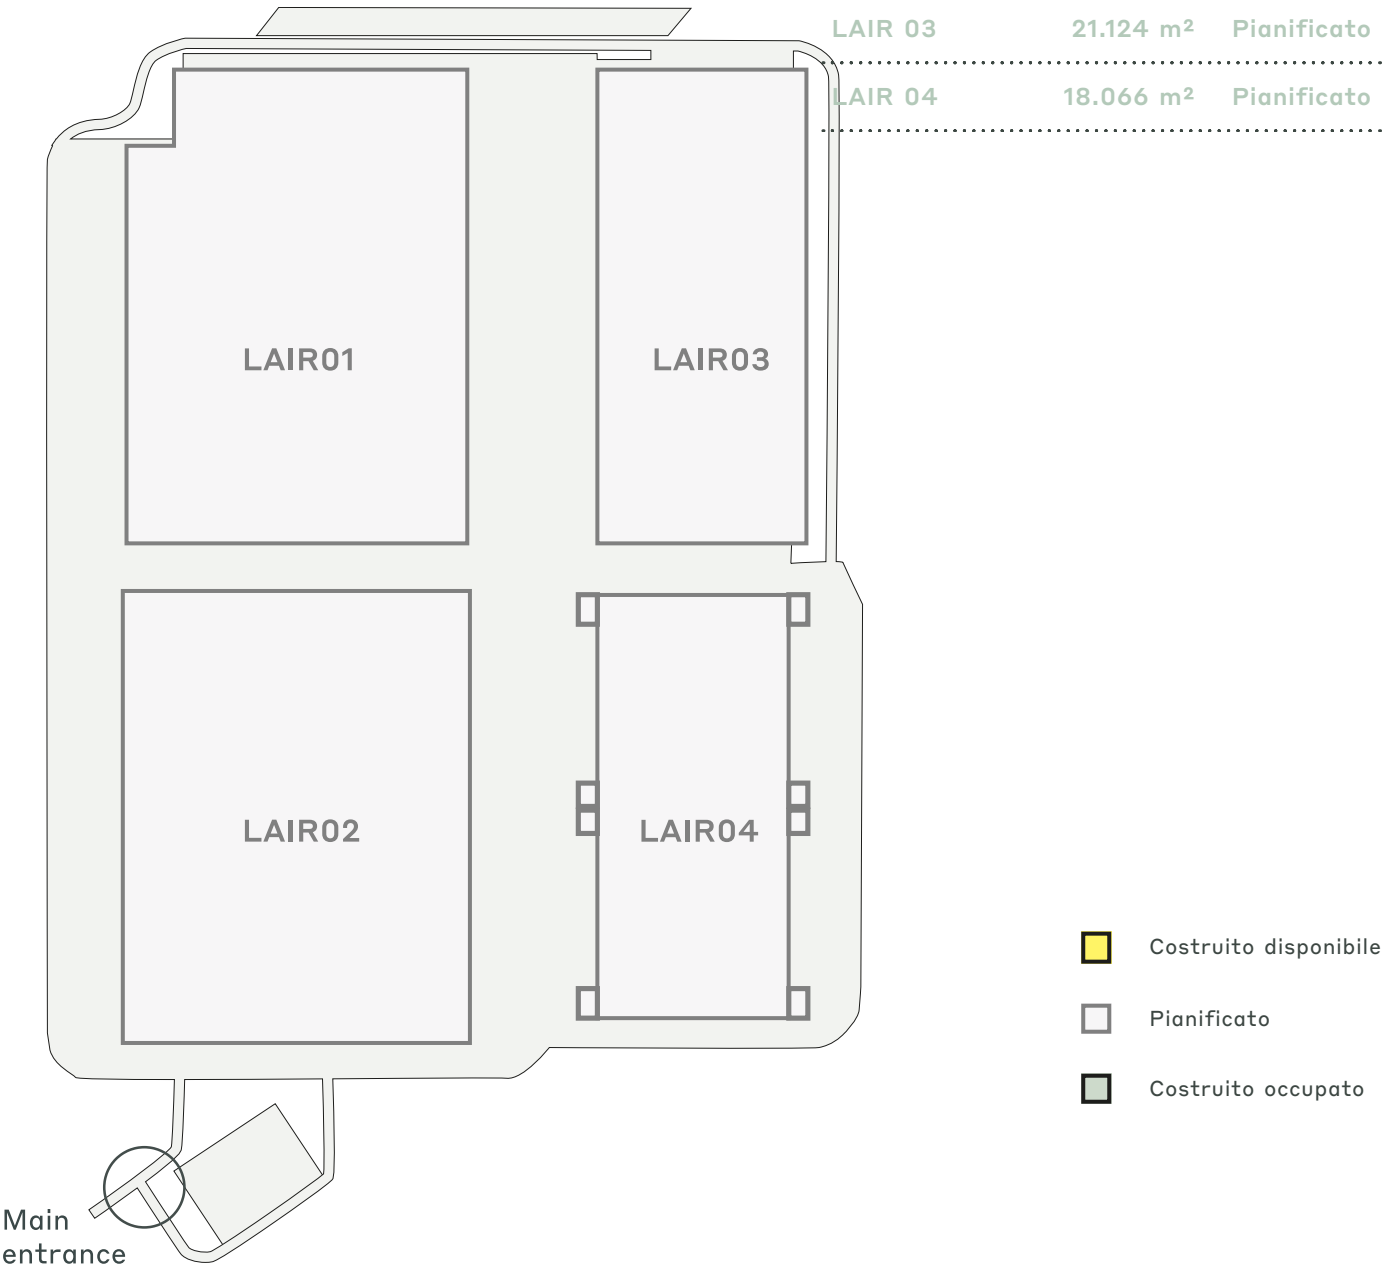 LAIR 03 21.124 m² Pianificato
LAIR 04 18.066 m² Pianificato
LAIR01
LAIR03
LAIR02
LAIR04
Costruito disponibile
Pianificato
Costruito occupato
Main
entrance